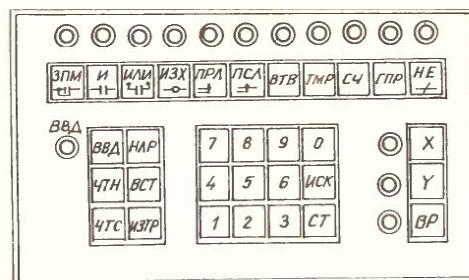 ЗПМ И ИЛИ ИЗХ ПРЛ ПСЛ ВТВ ТМР СЧ ГПР НЕ
ВВД
ВВД НЛР 7 8 9 0 X
ЧТН ВСТ 4 5 6 ИСК Y
ЧТС ИЗТР 1 2 3 СТ ВР